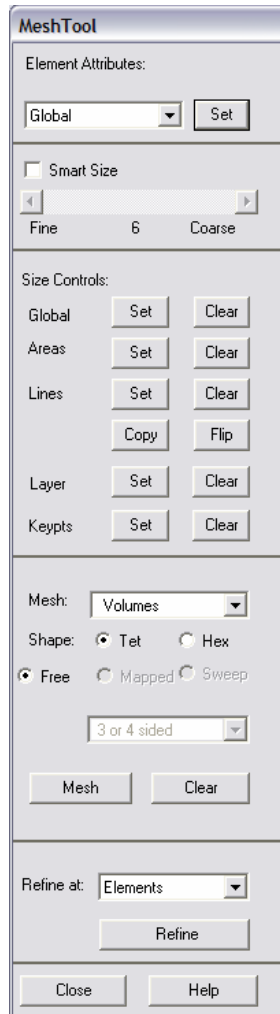 MeshTool
Element Attributes:
Global Set
Smart Size
Fine 6 Coarse
Size Controls:
Global Set Clear
Areas Set Clear
Lines Set Clear
Copy Flip
Layer Set Clear
Keypts Set Clear
Mesh: Volumes
Shape: Tet Hex
Free Mapped Sweep
3 or 4 sided
Mesh Clear
Refine at: Elements
Refine
Close Help